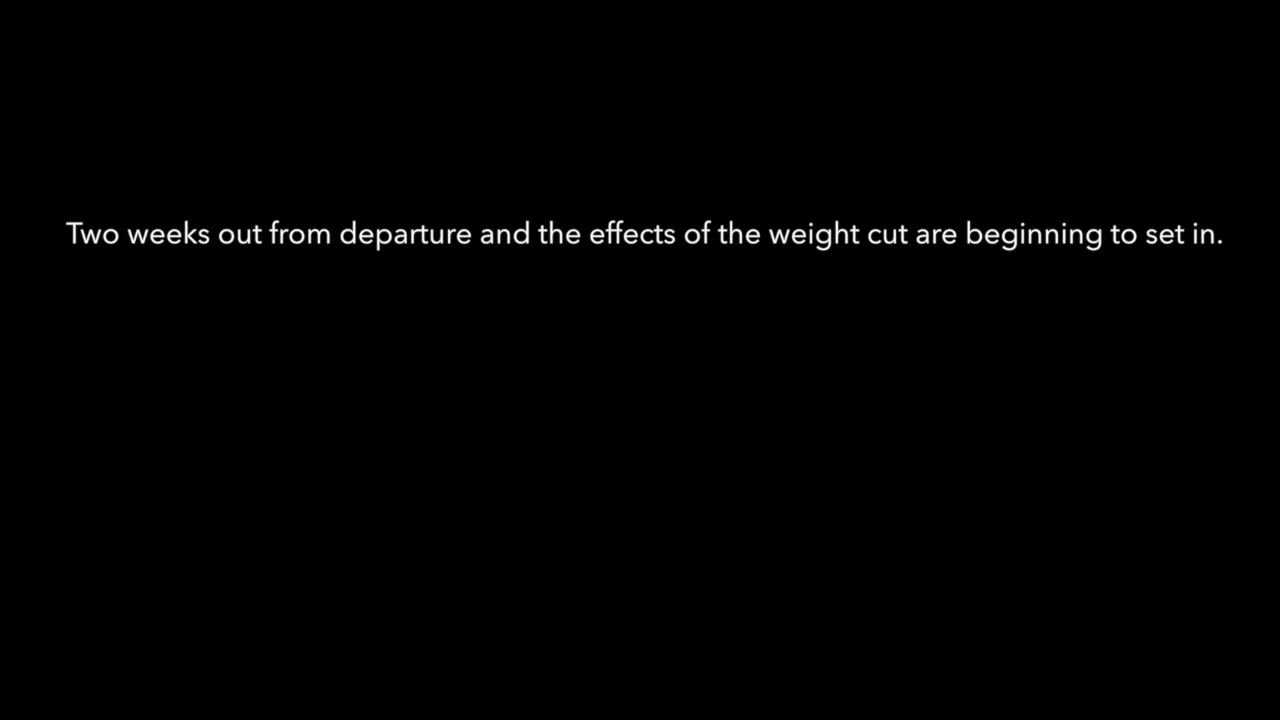 Two weeks out from departure and the effects of the weight cut are beginning to set in.